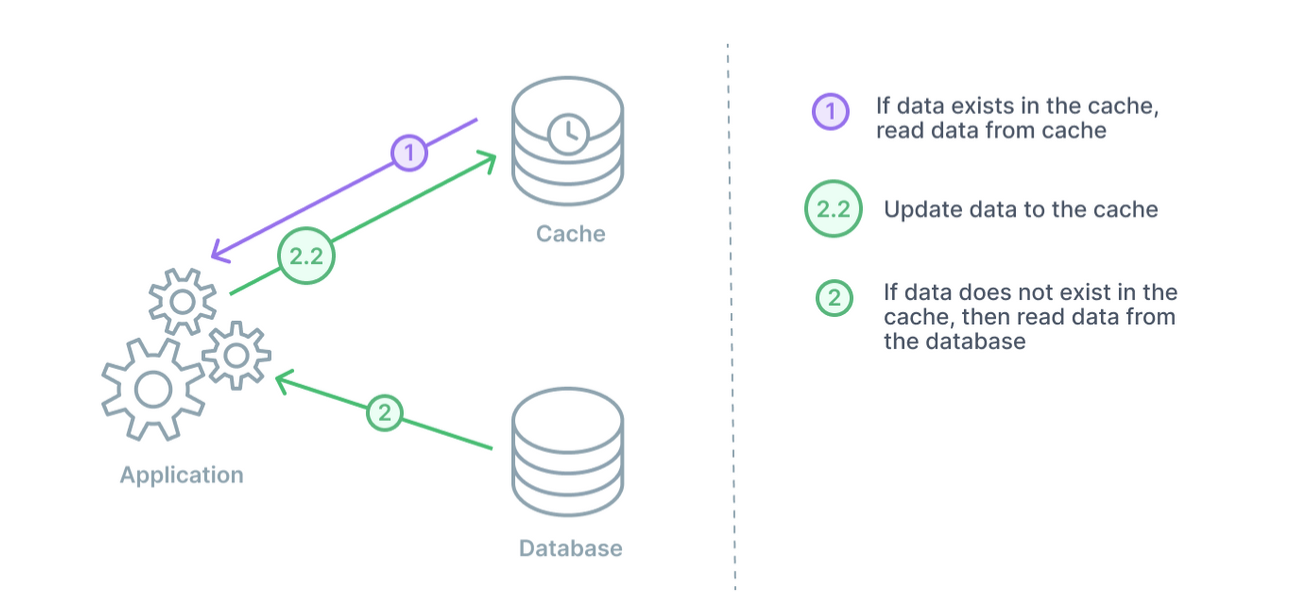 1
2.2
Cache
2
Application
Database
1
If data exists in the cache,
read data from cache
2.2
Update data to the cache
2
If data does not exist in the
cache, then read data from
the database